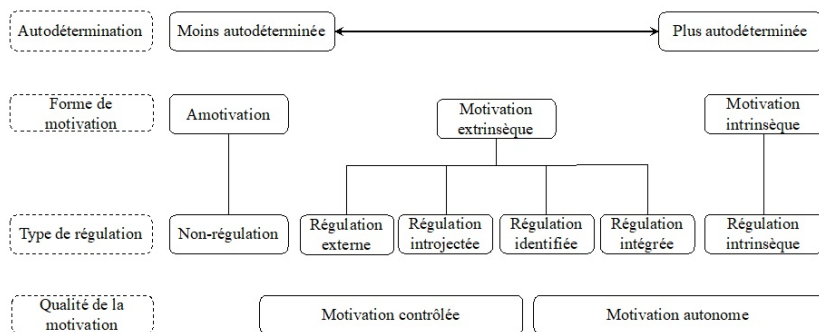 Autodétermination
Moins autodéterminée
Plus autodéterminée
Forme de
motivation
Amotivation
Motivation
extrinsèque
Motivation
intrinsèque
Type de régulation
Non-régulation
Régulation
externe
Régulation
introjectée
Régulation
identifiée
Régulation
intégrée
Régulation
intrinsèque
Qualité de la
motivation
Motivation contrôlée
Motivation autonome